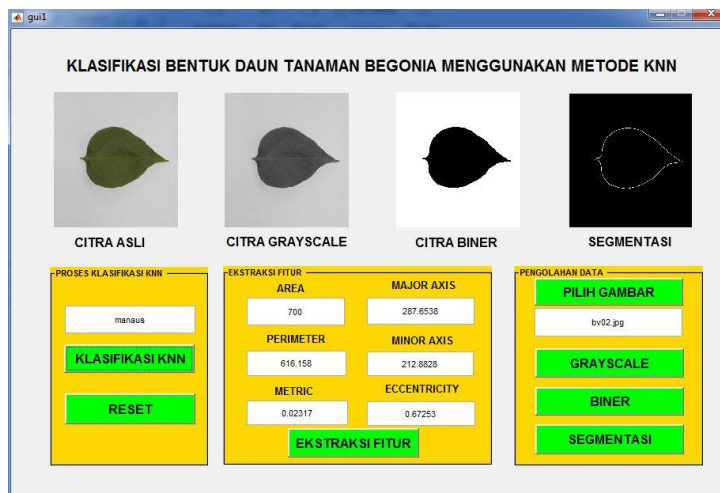 gui1
KLASIFIKASI BENTUK DAUN TANAMAN BEGONIA MENGGUNAKAN METODE KNN
CITRA ASLI
CITRA GRAYSCALE
CITRA BINER
SEGMENTASI
PROSES KLASIFIKASI KNN
manaus
KLASIFIKASI KNN
RESET
EKSTRAKSI FITUR
AREA
MAJOR AXIS
700
287.6538
PERIMETER
MINOR AXIS
616.158
212.8828
METRIC
ECCENTRICITY
0.02317
0.67253
EKSTRAKSI FITUR
PENGOLAHAN DATA
PILIH GAMBAR
bv02.jpg
GRAYSCALE
BINER
SEGMENTASI